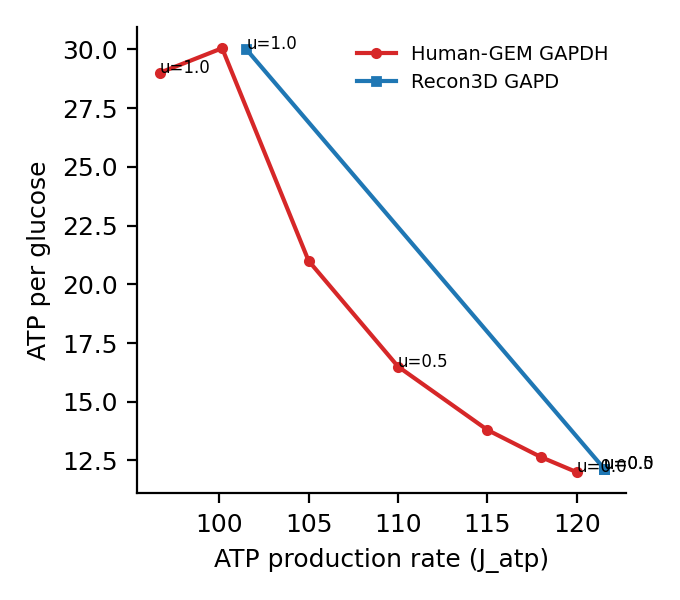 30.0
27.5
25.0
22.5
20.0
17.5
15.0
12.5
ATP per glucose
u=1.0
u=1.0
Human-GEM GAPDH
Recon3D GAPD
u=0.5
100
105
110
115
120
ATP production rate (J_atp)